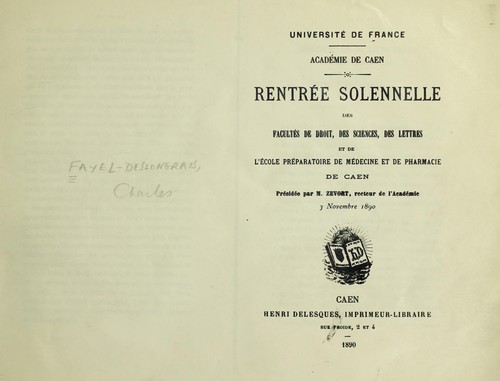 FAYEL-DESLONGRAIS,
Charles
UNIVERSITÉ DE FRANCE
ACADÉMIE DE CAEN
RENTRÉE SOLENNELLE
DES
FACULTÉS DE DROIT, DES SCIENCES, DES LETTRES
ET DE
L'ÉCOLE PRÉPARATOIRE DE MÉDECINE ET DE PHARMACIE
DE CAEN
Présidée par M. ZEVORT, recteur de l'Académie
3 Novembre 1890
HD
CAEN
HENRI DELESQUES, IMPRIMEUR-LIBRAIRE
RUE FROIDE, 2 ET 4
1890